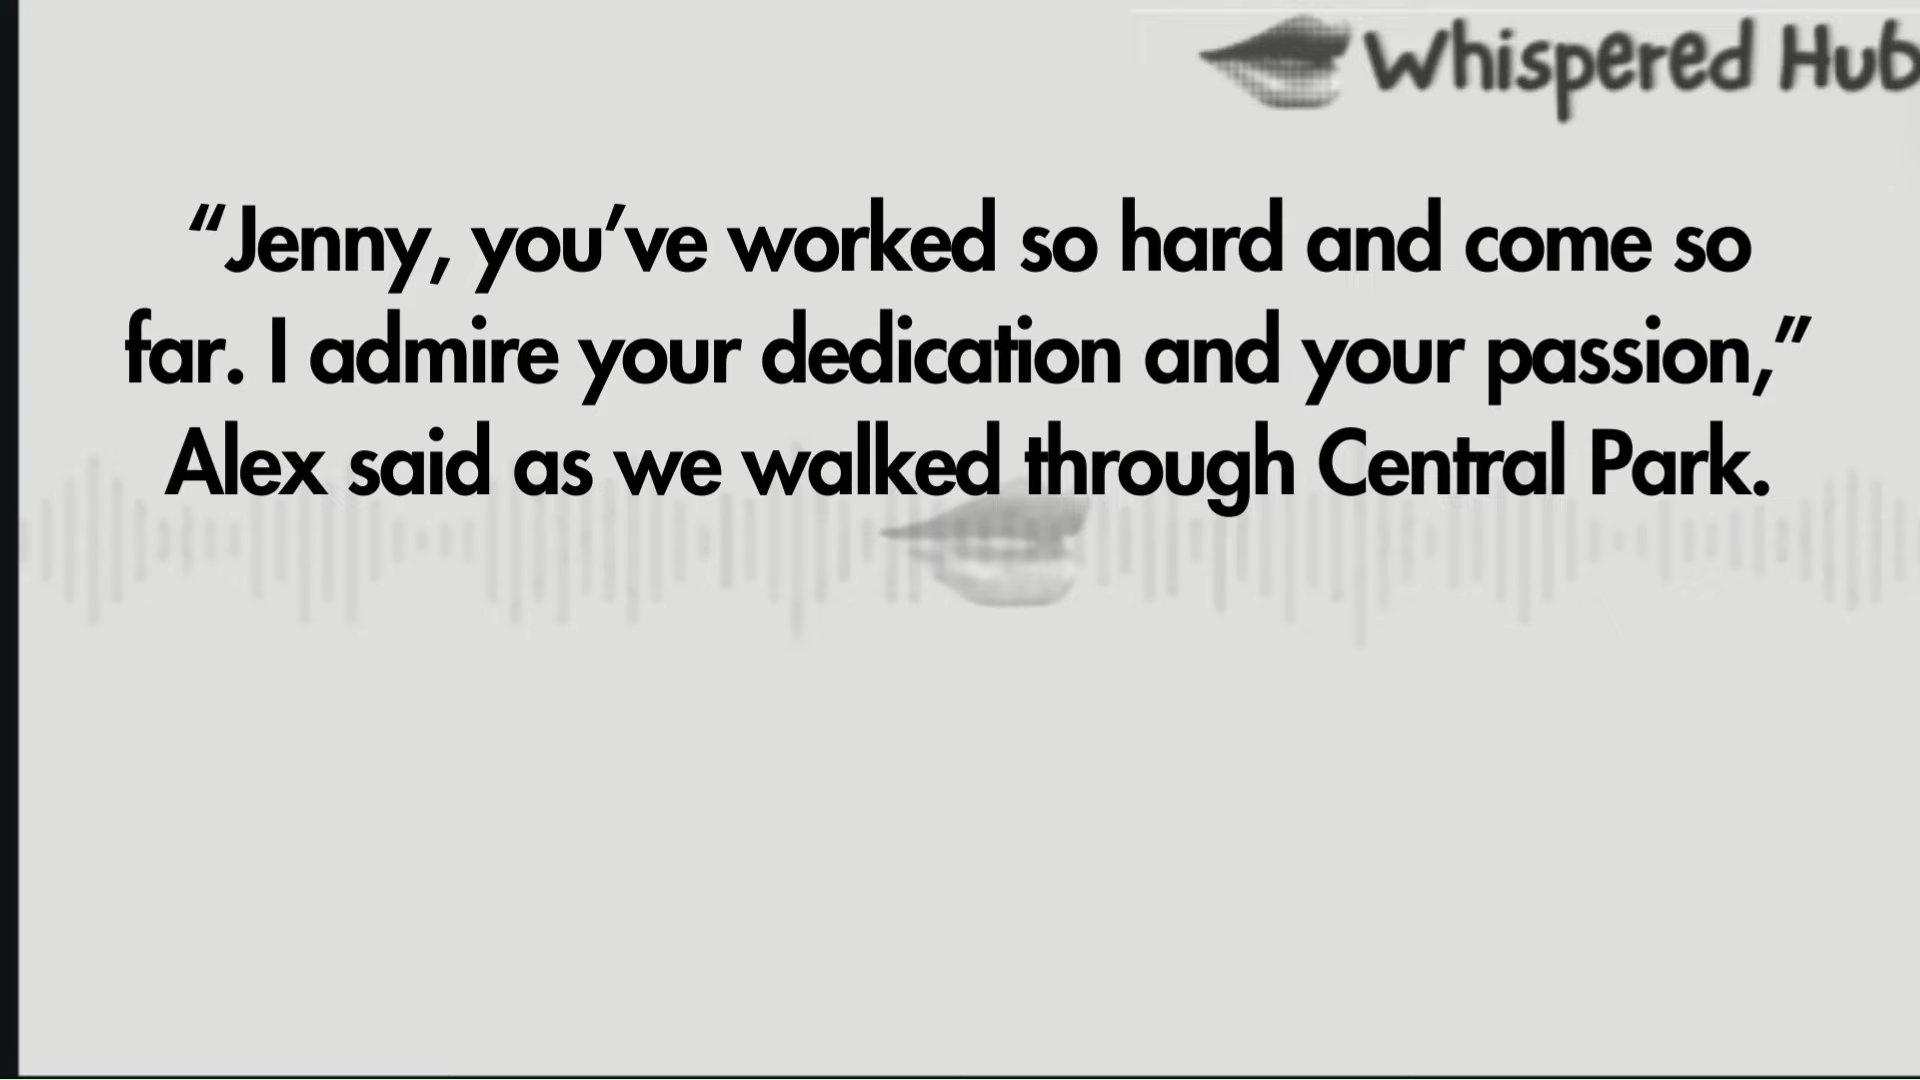 Whispered Hub
“Jenny, you’ve worked so hard and come so
far. I admire your dedication and your passion,”
Alex said as we walked through Central Park.